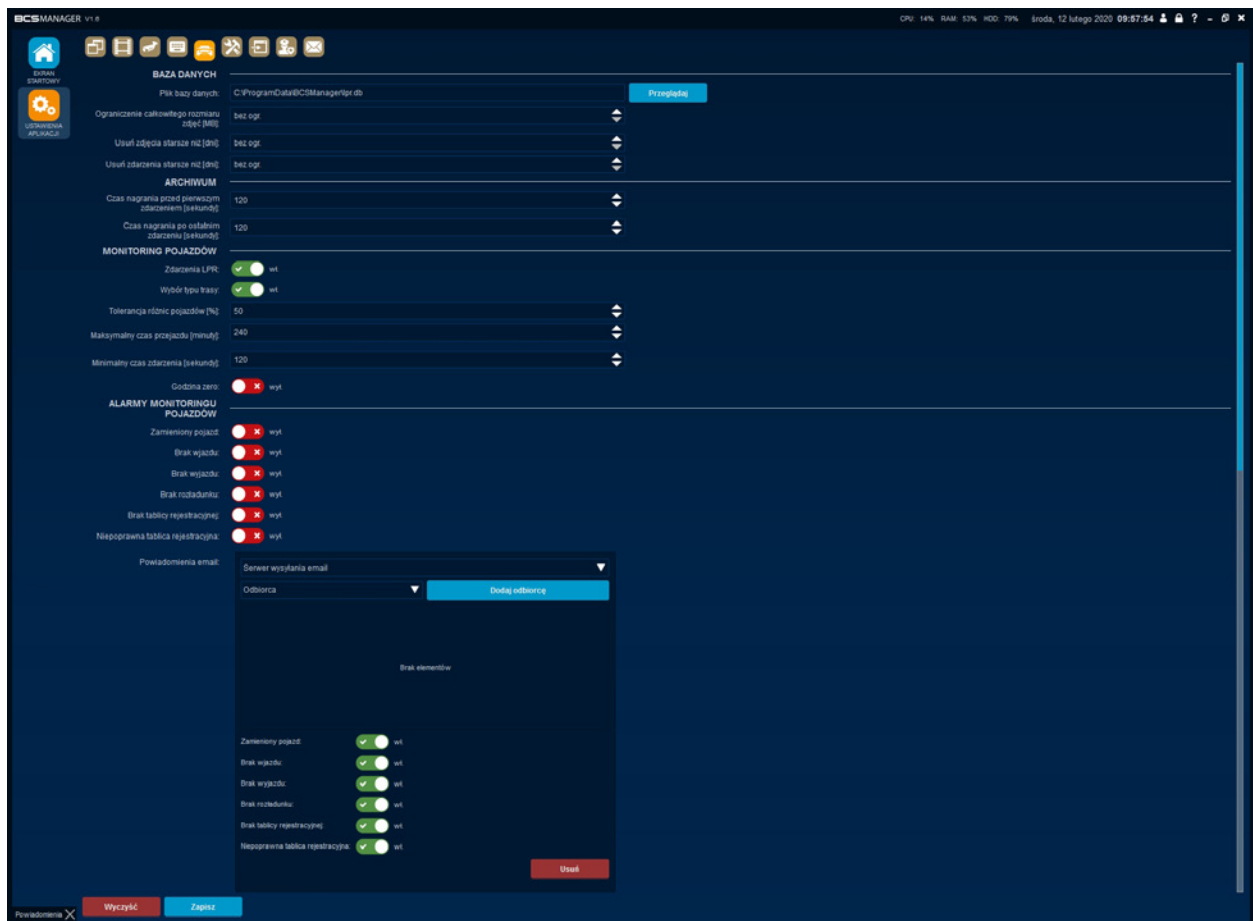 BCSMANAGER V1.8
CPU: 14% RAM: 53% HDD: 79% środa, 12 lutego 2020 09:57:54 ? – ×
EKRAN
STARTOWY
USTAWIENIA
APLIKACJI
BAZA DANYCH
Plik bazy danych: C:\ProgramData\BCSManager\lpr.db Przeglądaj
Ograniczenie całkowitego rozmiaru
zdjęć [MB]: bez ogr.
Usuń zdjęcia starsze niż [dni]: bez ogr.
Usuń zdarzenia starsze niż [dni]: bez ogr.
ARCHIWUM
Czas nagrania przed pierwszym
zdarzeniem [sekundy]: 120
Czas nagrania po ostatnim
zdarzeniu [sekundy]: 120
MONITORING POJAZDÓW
Zdarzenia LPR: wł.
Wybór typu trasy: wł.
Tolerancja różnic pojazdów [%]: 50
Maksymalny czas przejazdu [minuty]: 240
Minimalny czas zdarzenia [sekundy]: 120
Godzina zero: wył.
ALARMY MONITORINGU
POJAZDÓW
Zamieniony pojazd: wył.
Brak wjazdu: wył.
Brak wyjazdu: wył.
Brak rozładunku: wył.
Brak tablicy rejestracyjnej: wył.
Niepoprawna tablica rejestracyjna: wył.
Powiadomienia email: Serwer wysyłania email
Odbiorca Dodaj odbiorcę
Brak elementów
Zamieniony pojazd: wł.
Brak wjazdu: wł.
Brak wyjazdu: wł.
Brak rozładunku: wł.
Brak tablicy rejestracyjnej: wł.
Niepoprawna tablica rejestracyjna: wł.
Usuń
Wyczyść Zapisz
Powiadomienia